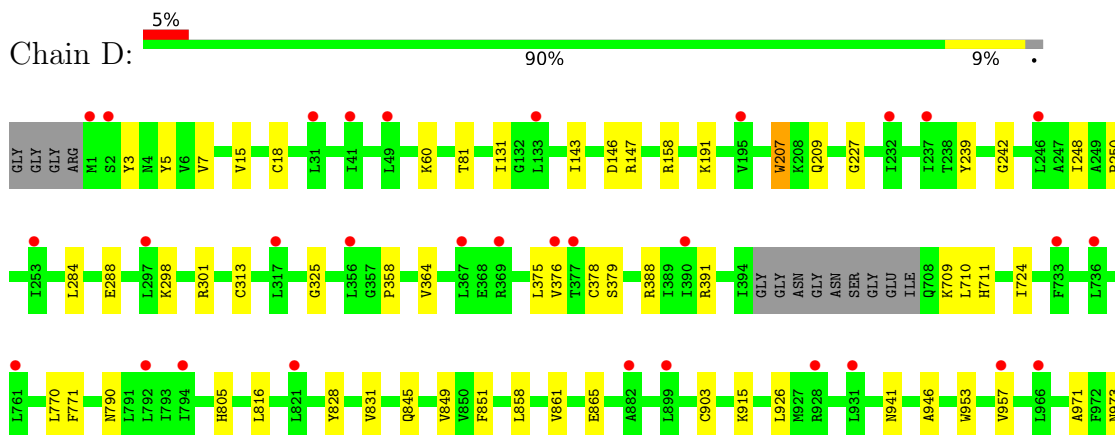 5%
Chain D:
90% 9% •
GLY GLY GLY ARG M1 S2 Y3 N4 Y5 V6 V7 V15 C18 L31 I41 L49 K60 T81 I131 G132 L133 I143 D146 R147 R158 K191 V195 W207 K208 Q209 G227 I232 I237 T238 Y239 G242 L246 A247 I248 A249
I253 L284 E288 L297 K298 R301 C313 L317 G325 L356 G357 P358 V364 L367 E368 R369 L375 V376 T377 C378 S379 R388 I389 I390 R391 I394 GLY GLY ASN GLY ASN SER GLY GLU ILE Q708 K709 L710 H711 I724 F733 L736
L761 L770 F771 N790 L791 L792 I793 I794 H805 L816 L821 Y828 V831 Q845 V849 V850 F851 L858 V861 E865 A882 L899 C903 K915 L926 M927 R928 L931 N941 A946 W953 V957 L966 A971 F972